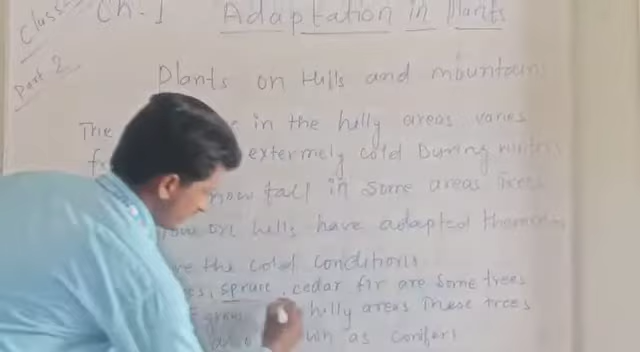 Class
Ch-1 Adaptation in Plants
Part 2
Plants on Hills and mountains
The in the hilly areas varies
extermely cold During winters
now fall in Some areas Trees
on hills have adapted
the cold conditions
spruce, cedar fir are some trees
grow hilly areas These trees
as conifers